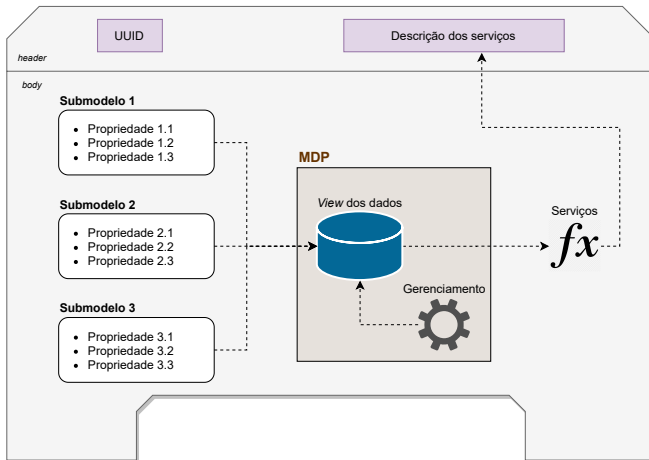 UUID
Descrição dos serviços
header
body
Submodelo 1
Propriedade 1.1
Propriedade 1.2
Propriedade 1.3
MDP
Submodelo 2
Propriedade 2.1
Propriedade 2.2
Propriedade 2.3
View dos dados
Serviços
fx
Gerenciamento
Submodelo 3
Propriedade 3.1
Propriedade 3.2
Propriedade 3.3